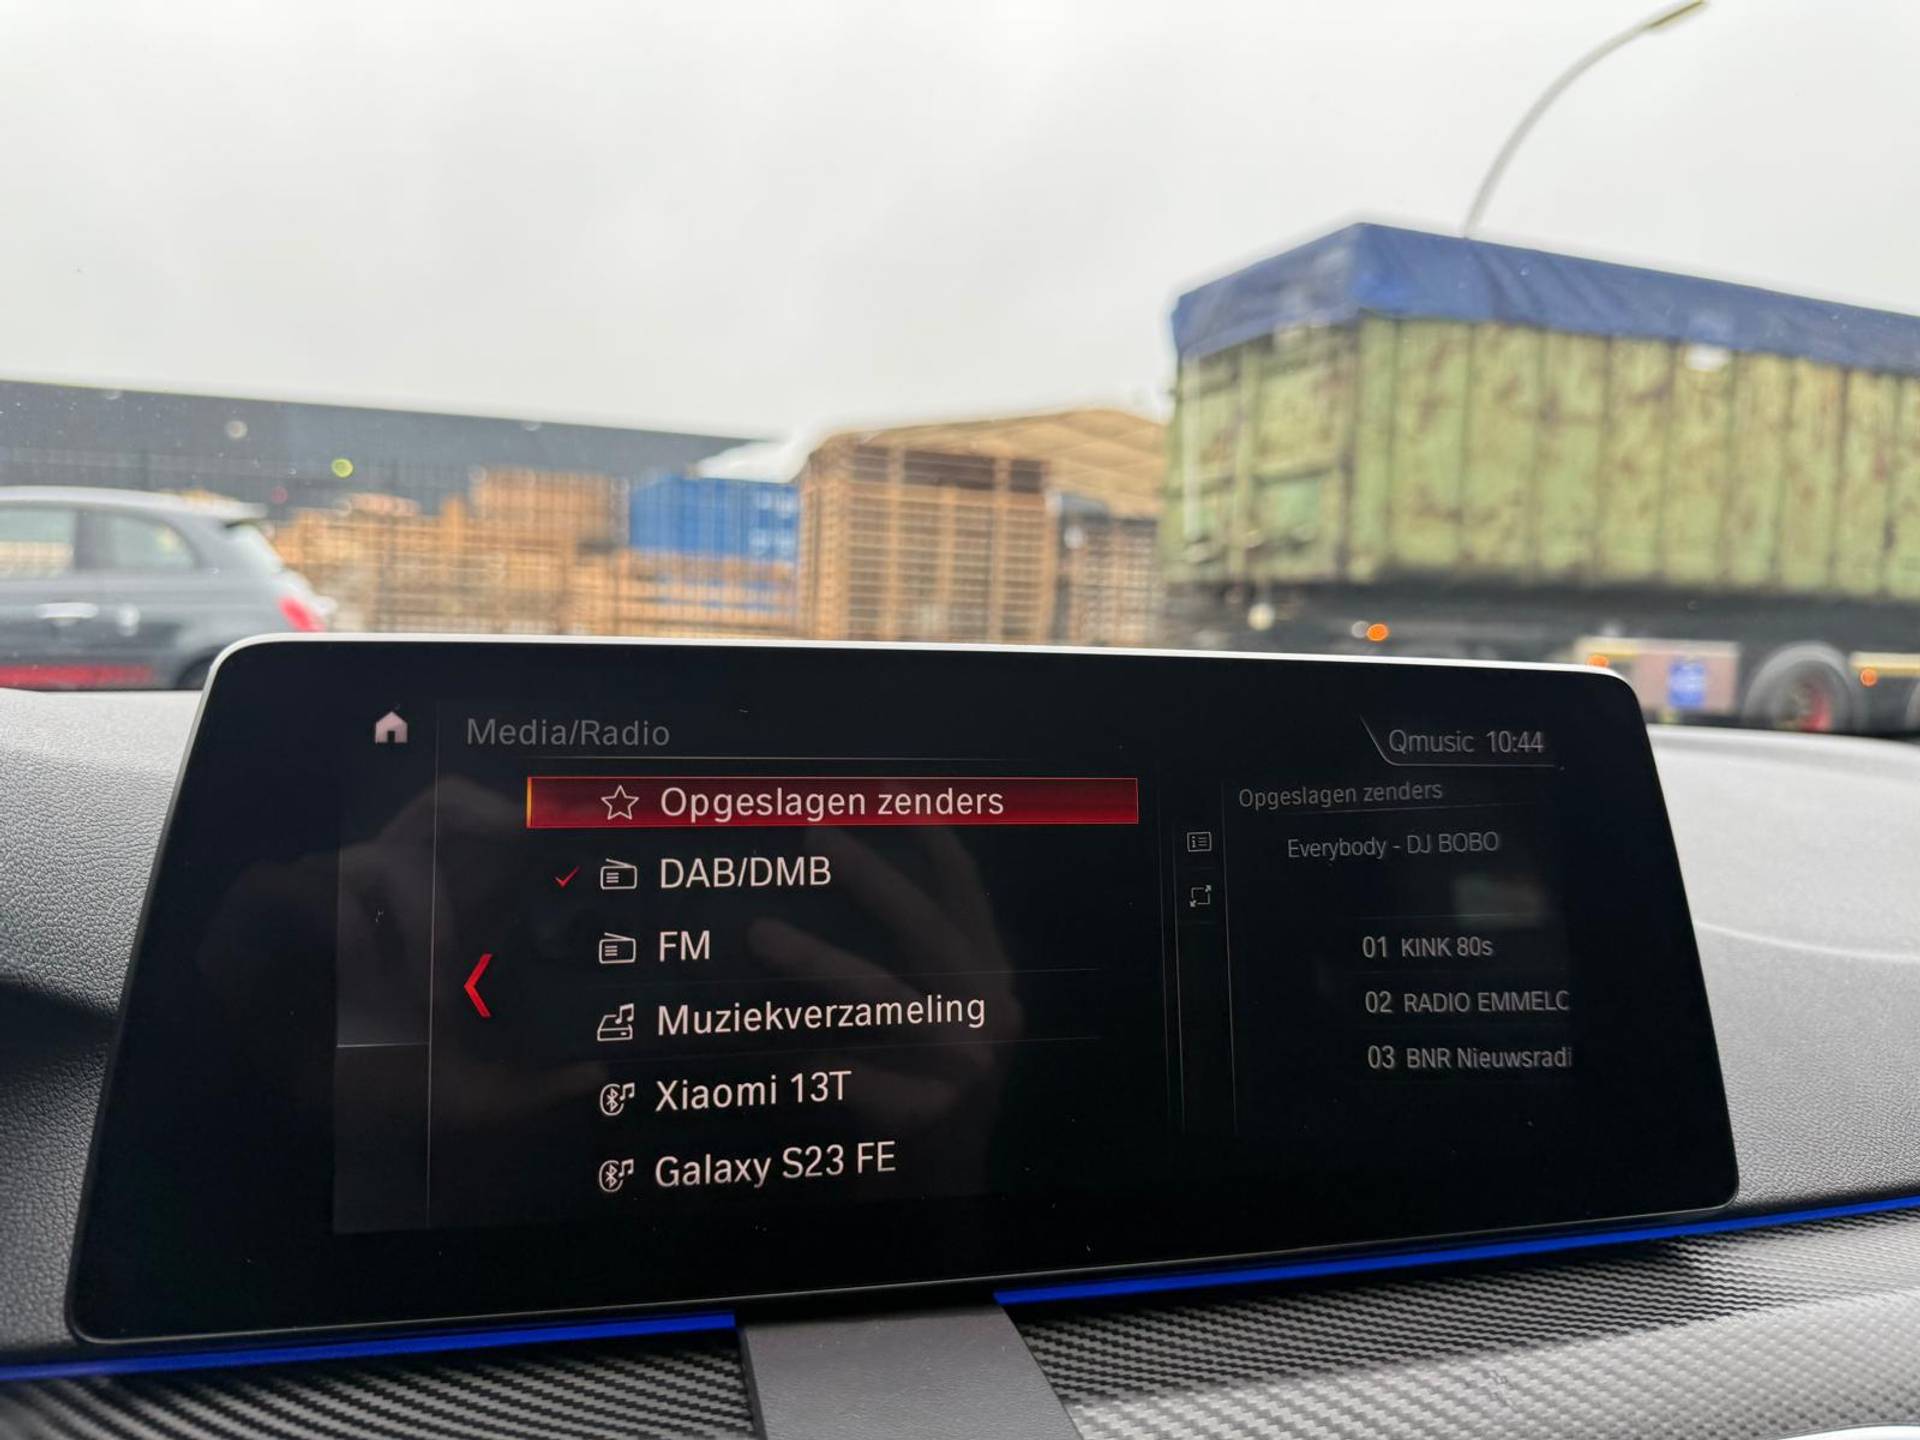 Media/Radio
Qmusic 10:44
Opgeslagen zenders
DAB/DMB
FM
Muziekverzameling
Xiaomi 13T
Galaxy S23 FE
Opgeslagen zenders
Everybody - DJ BOBO
01 KINK 80s
02 RADIO EMMELC
03 BNR Nieuwsradi